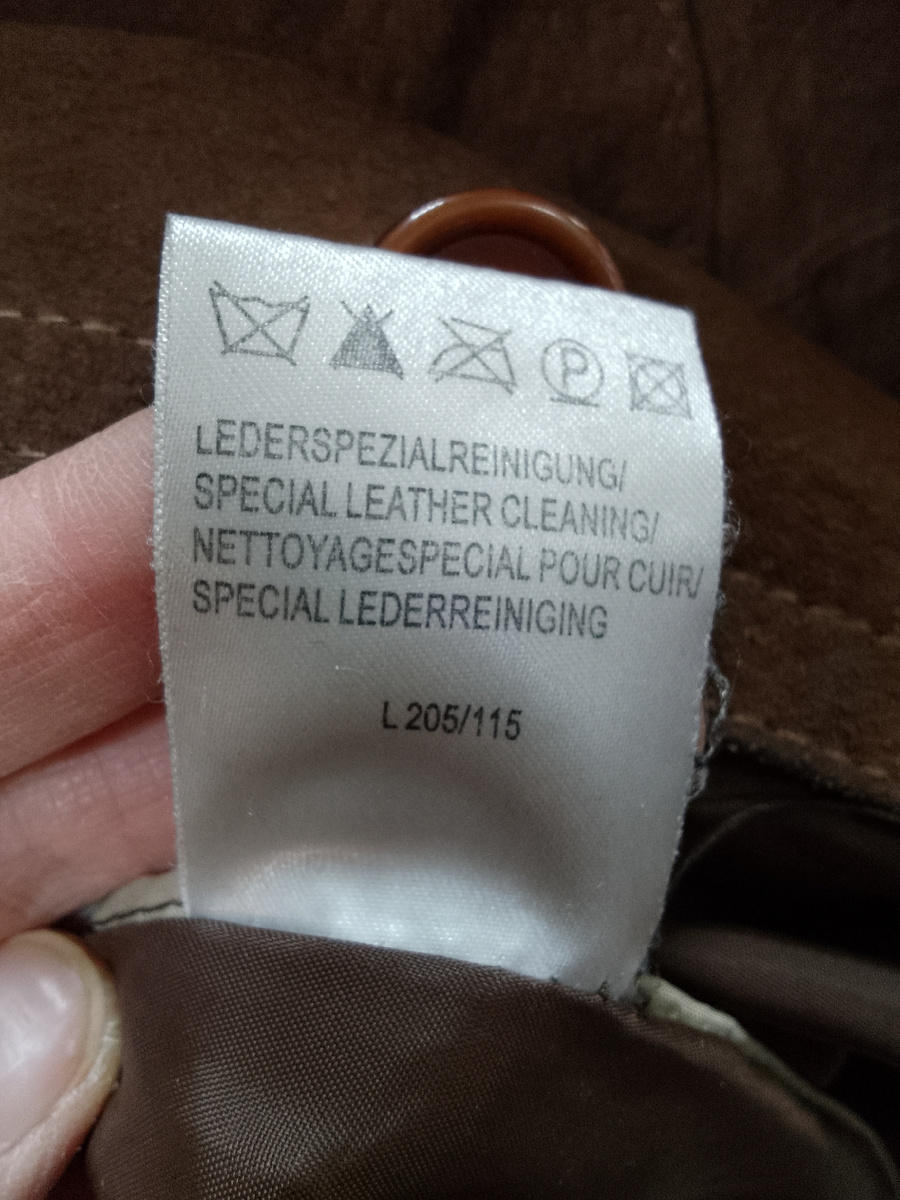 P
LEDERSPEZIALREINIGUNG/
SPECIAL LEATHER CLEANING/
NETTOYAGESPECIAL POUR CUIR/
SPECIAL LEDERREINIGING
L 205/115